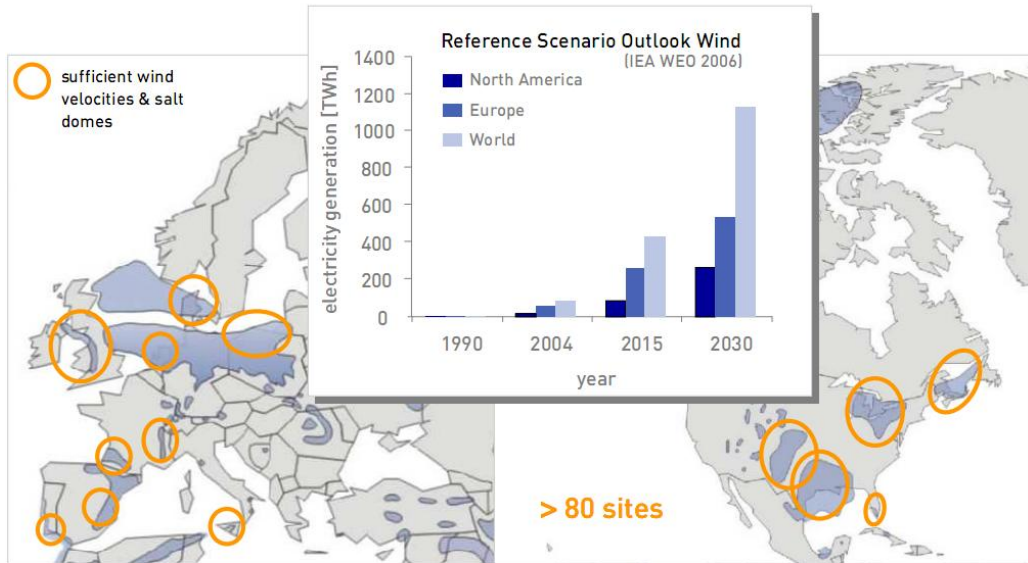 sufficient wind
velocities & salt
domes
Reference Scenario Outlook Wind
(IEA WEO 2006)
North America
Europe
World
electricity generation [TWh]
1400
1200
1000
800
600
400
200
0
1990 2004 2015 2030
year
> 80 sites